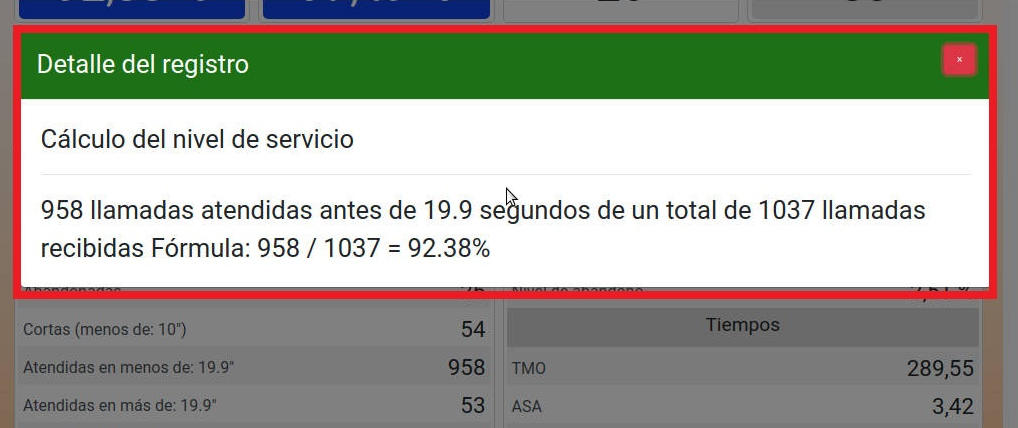 Detalle del registro
x
Cálculo del nivel de servicio
958 llamadas atendidas antes de 19.9 segundos de un total de 1037 llamadas
recibidas Fórmula: 958 / 1037 = 92.38%
Abandonadas 26
Nivel de abandono
Cortas (menos de: 10") 54
Tiempos
Atendidas en menos de: 19.9" 958
TMO 289,55
Atendidas en más de: 19.9" 53
ASA 3,42